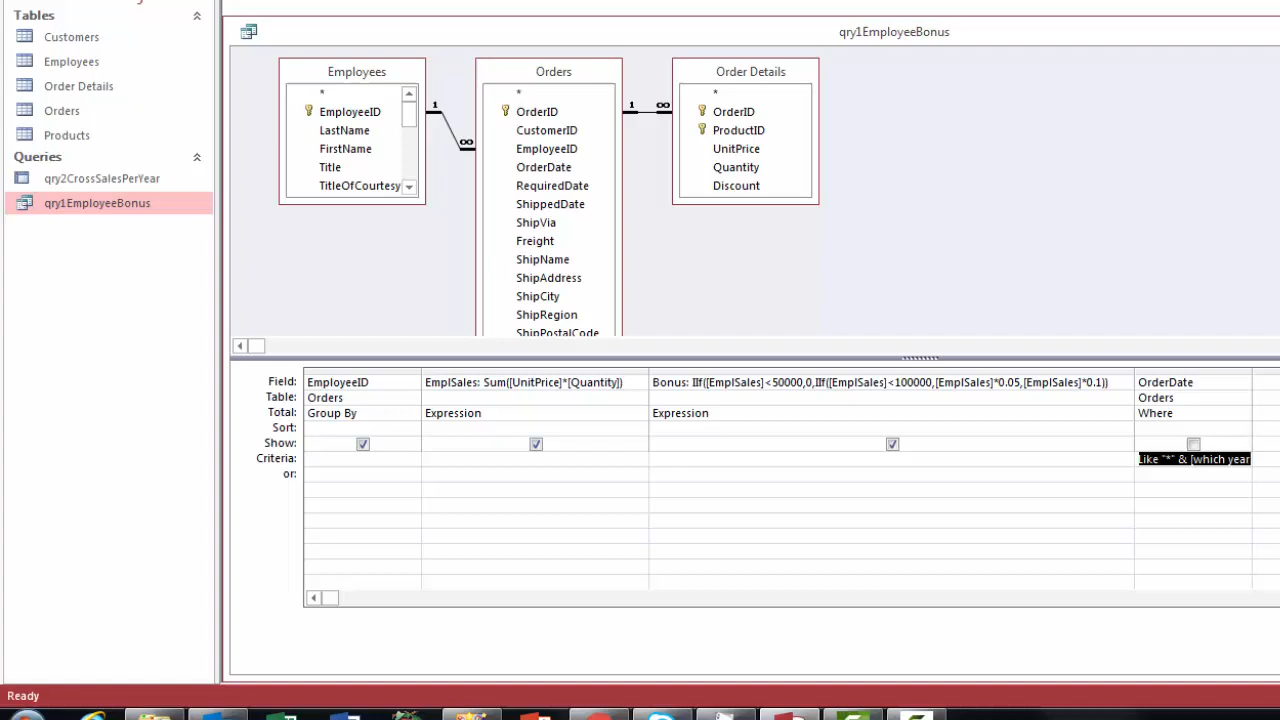 Tables
Customers
Employees
Order Details
Orders
Products
Queries
qry2CrossSalesPerYear
qry1EmployeeBonus
qry1EmployeeBonus
Employees
*
EmployeeID
LastName
FirstName
Title
TitleOfCourtesy
1
∞
Orders
*
OrderID
CustomerID
EmployeeID
OrderDate
RequiredDate
ShippedDate
ShipVia
Freight
ShipName
ShipAddress
ShipCity
ShipRegion
ShipPostalCode
1
∞
Order Details
*
OrderID
ProductID
UnitPrice
Quantity
Discount
Field: EmployeeID EmplSales: Sum([UnitPrice]*[Quantity]) Bonus: IIf([EmplSales]<50000,0,IIf([EmplSales]<100000,[EmplSales]*0.05,[EmplSales]*0.1)) OrderDate
Table: Orders Orders
Total: Group By Expression Expression Where
Sort:
Show:
Criteria: Like "*" & [which year
or:
Ready